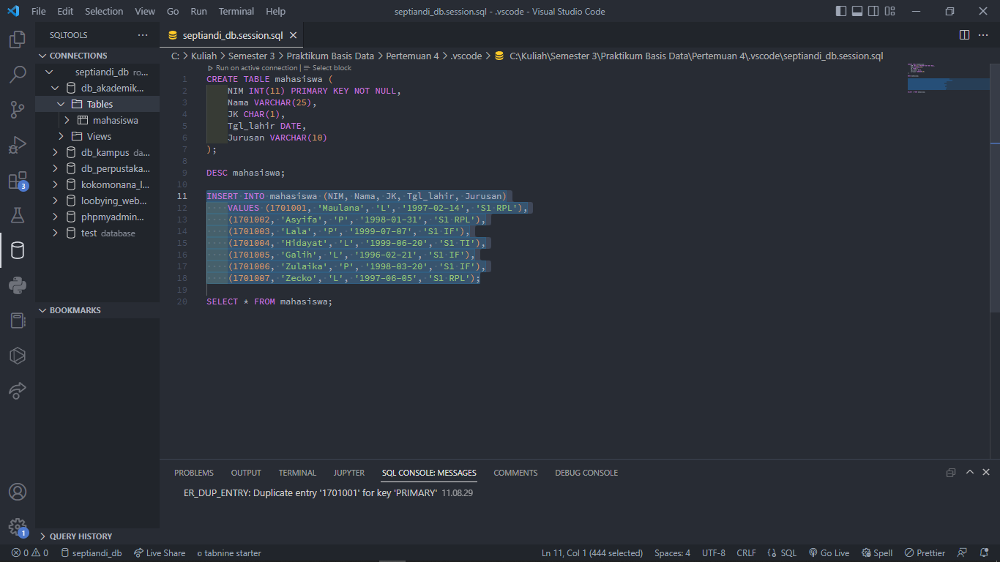 File Edit Selection View Go Run Terminal Help
septiandi_db.session.sql - .vscode - Visual Studio Code
SQLTOOLS
septiandi_db.session.sql
CONNECTIONS
septiandi_db ro...
db_akademik...
Tables
mahasiswa
Views
db_kampus da...
db_perpustaka...
kokomonana_l...
loobying_web...
phpmyadmin...
test database
BOOKMARKS
QUERY HISTORY
3
1
C: > Kuliah > Semester 3 > Praktikum Basis Data > Pertemuan 4 > .vscode > C:\Kuliah\Semester 3\Praktikum Basis Data\Pertemuan 4\.vscode\septiandi_db.session.sql
Run on active connection | Select block
1 CREATE TABLE mahasiswa (
2 NIM INT(11) PRIMARY KEY NOT NULL,
3 Nama VARCHAR(25),
4 JK CHAR(1),
5 Tgl_lahir DATE,
6 Jurusan VARCHAR(10)
7 );
8
9 DESC mahasiswa;
10
11 INSERT INTO mahasiswa (NIM, Nama, JK, Tgl_lahir, Jurusan)
12 VALUES (1701001, 'Maulana', 'L', '1997-02-14', 'S1 RPL'),
13 (1701002, 'Asyifa', 'P', '1998-01-31', 'S1 RPL'),
14 (1701003, 'Lala', 'P', '1999-07-07', 'S1 IF'),
15 (1701004, 'Hidayat', 'L', '1999-06-20', 'S1 TI'),
16 (1701005, 'Galih', 'L', '1996-02-21', 'S1 IF'),
17 (1701006, 'Zulaika', 'P', '1998-03-20', 'S1 IF'),
18 (1701007, 'Zecko', 'L', '1997-06-05', 'S1 RPL');
19
20 SELECT * FROM mahasiswa;
PROBLEMS OUTPUT TERMINAL JUPYTER SQL CONSOLE: MESSAGES COMMENTS DEBUG CONSOLE
ER_DUP_ENTRY: Duplicate entry '1701001' for key 'PRIMARY' 11.08.29
0 0 septiandi_db Live Share tabnine starter
Ln 11, Col 1 (444 selected) Spaces: 4 UTF-8 CRLF SQL Go Live Spell Prettier